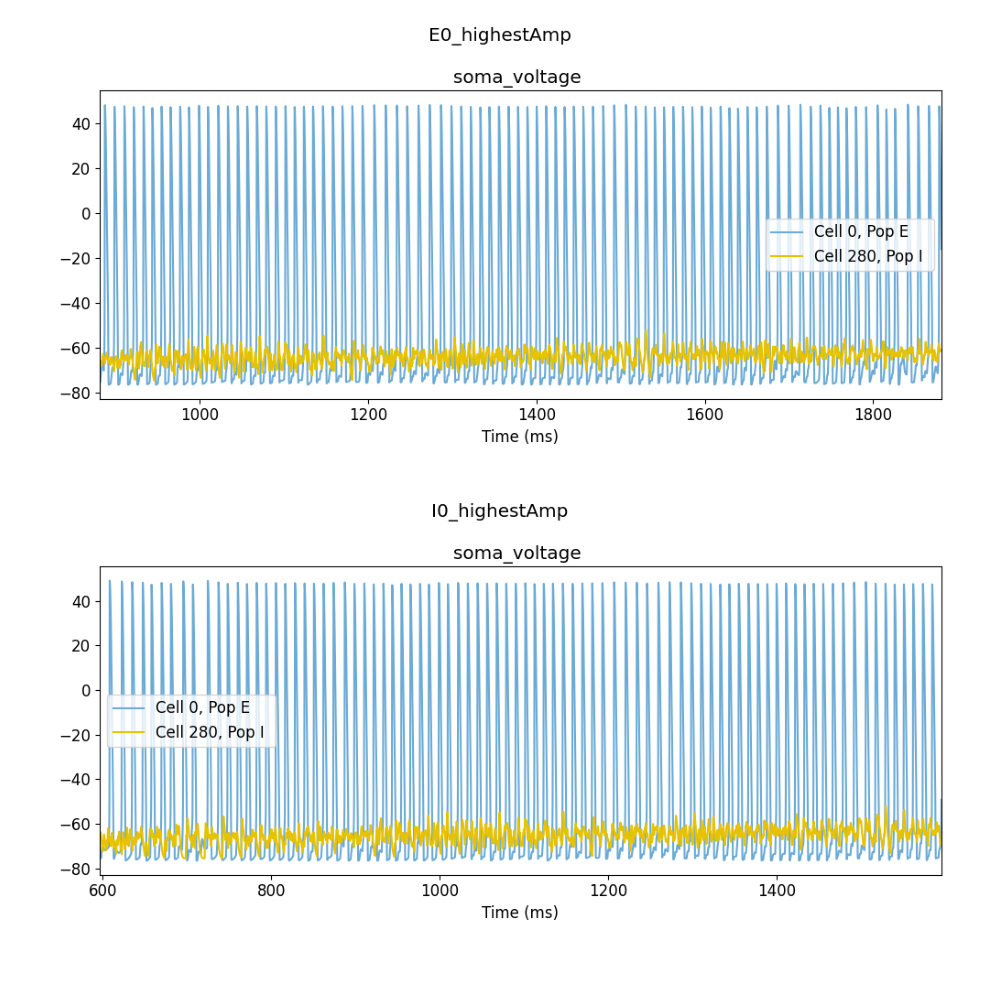 E0_highestAmp
soma_voltage
40
20
0
−20
−40
−60
−80
Cell 0, Pop E
Cell 280, Pop I
1000 1200 1400 1600 1800
Time (ms)
I0_highestAmp
soma_voltage
40
20
0
−20
−40
−60
−80
Cell 0, Pop E
Cell 280, Pop I
600 800 1000 1200 1400
Time (ms)